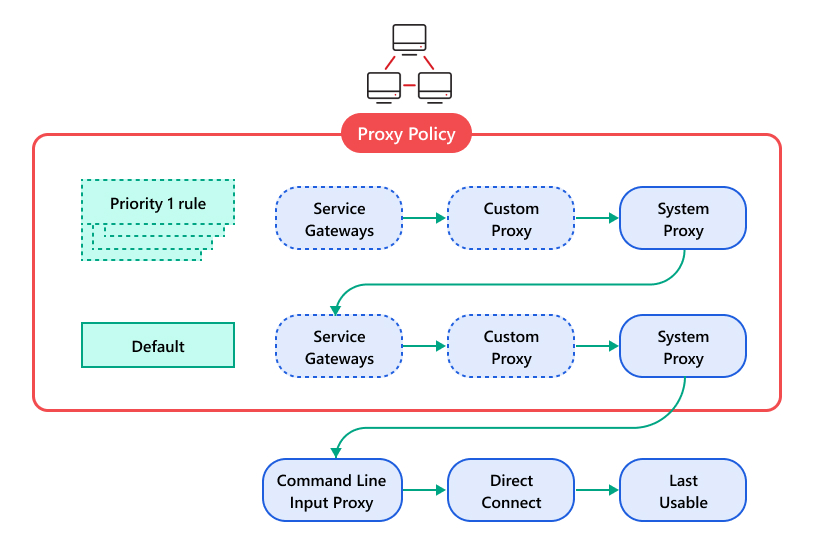 Proxy Policy
Priority 1 rule
Service
Gateways
Custom
Proxy
System
Proxy
Default
Service
Gateways
Custom
Proxy
System
Proxy
Command Line
Input Proxy
Direct
Connect
Last
Usable